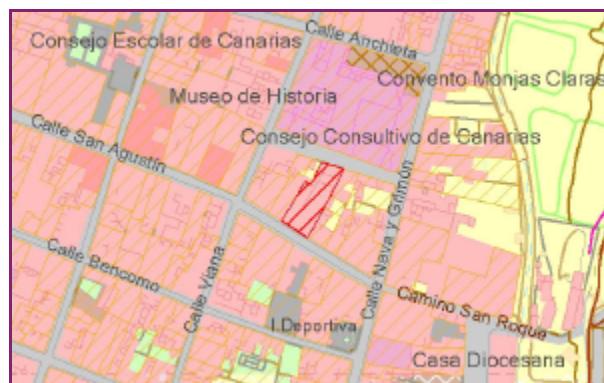 Calle Anchieta
Consejo Escolar de Canarias
Convento Monjas Claras
Museo de Historia
Calle San Agustín
Consejo Consultivo de Canarias
Calle Viana
Calle Nava y Grimón
Calle Bencomo
Camino San Roque
I.Deportiva
Casa Diocesana